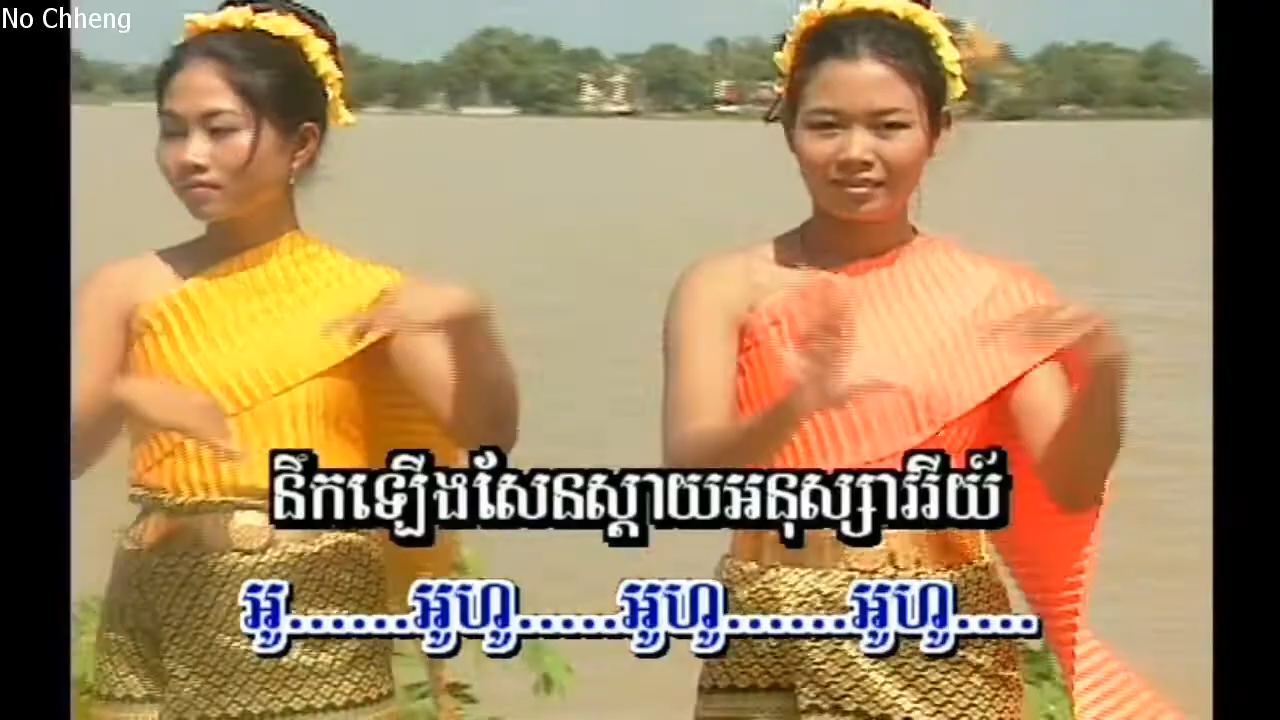 No Chheng
នឹកឡើងសែនស្ដាយអនុស្សាវរីយ៍
អូ......អូហូ.....អូហូ......អូហូ....